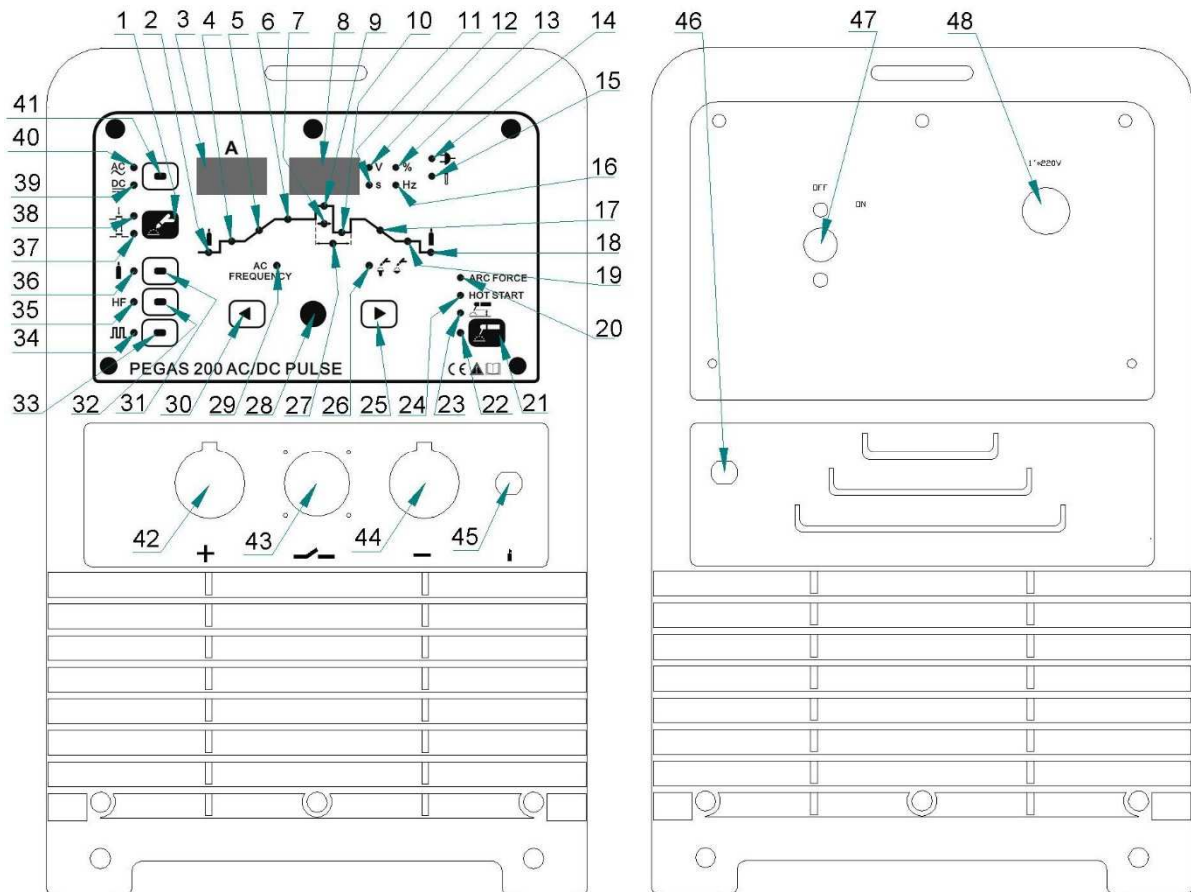 1 2 3 4 5 6 7 8 9 10 11 12 13 14
15
16
17
18
19
20
41
40
39
38
37
36
35
34
33 32 31 30 29 28 27 26 25 24 23 22 21
A
AC
DC
V %
s Hz
AC
FREQUENCY
ARC FORCE
HOT START
HF
PEGAS 200 AC/DC PULSE CE
42 43 44 45
+ −
46 47 48
OFF
ON
1~220V